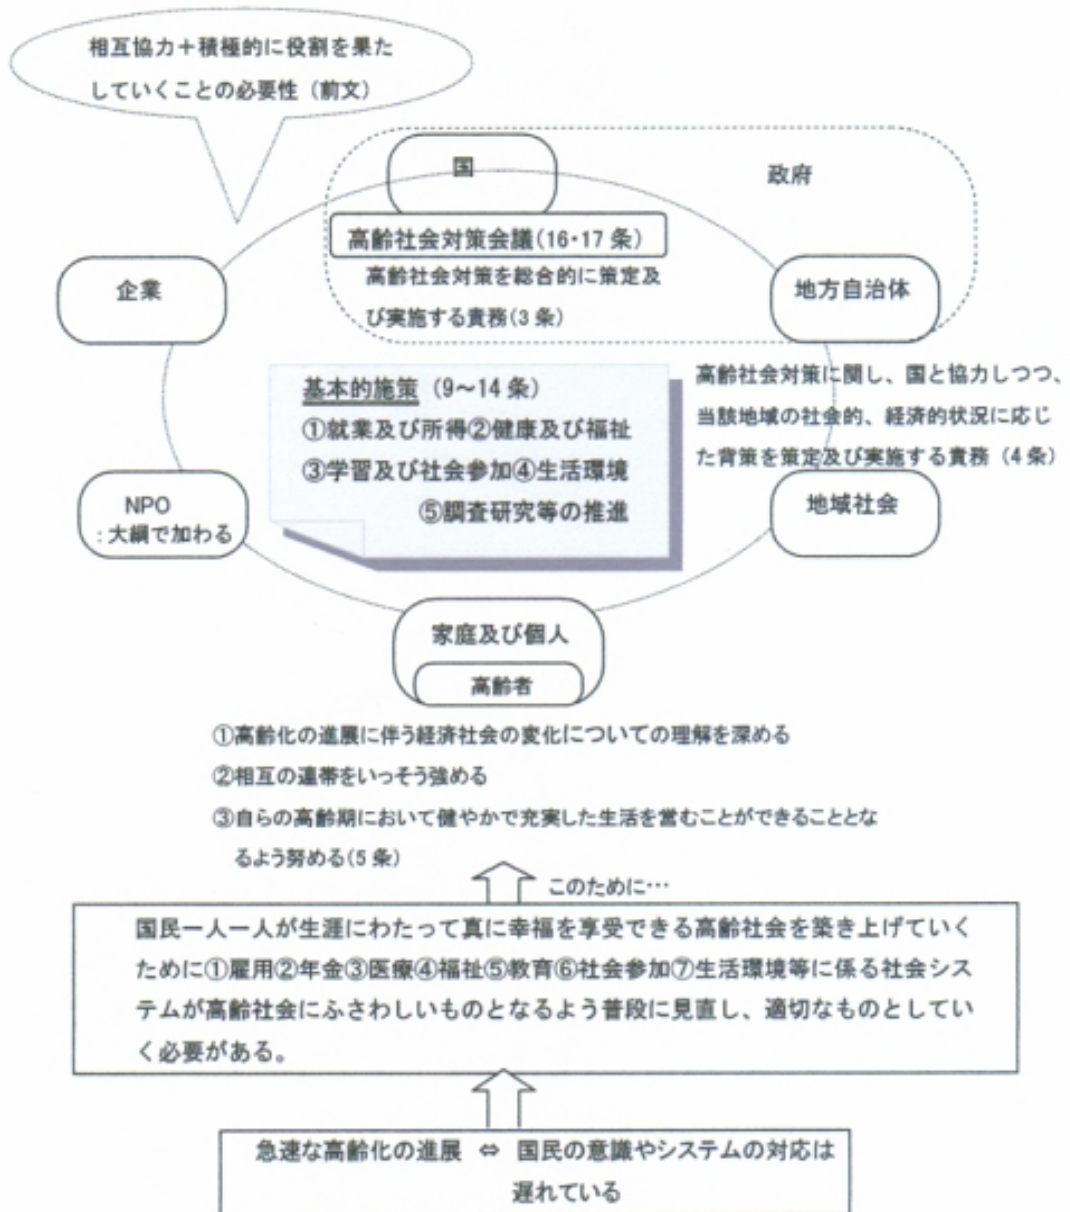 相互協力+積極的に役割を果た
していくことの必要性（前文）
国
政府
高齢社会対策会議(16・17 条)
高齢社会対策を総合的に策定及
び実施する責務(3 条)
企業
地方自治体
高齢社会対策に関し、国と協力しつつ、
当該地域の社会的、経済的状況に応じ
た背策を策定及び実施する責務（4 条）
基本的施策（9～14 条）
①就業及び所得②健康及び福祉
③学習及び社会参加④生活環境
⑤調査研究等の推進
NPO
：大綱で加わる
地域社会
家庭及び個人
高齢者
①高齢化の進展に伴う経済社会の変化についての理解を深める
②相互の連帯をいっそう強める
③自らの高齢期において健やかで充実した生活を営むことができることとな
るよう努める(5 条)
このために…
国民一人一人が生涯にわたって真に幸福を享受できる高齢社会を築き上げていく
ために①雇用②年金③医療④福祉⑤教育⑥社会参加⑦生活環境等に係る社会シス
テムが高齢社会にふさわしいものとなるよう普段に見直し、適切なものとしてい
く必要がある。
急速な高齢化の進展 ⇔ 国民の意識やシステムの対応は
遅れている